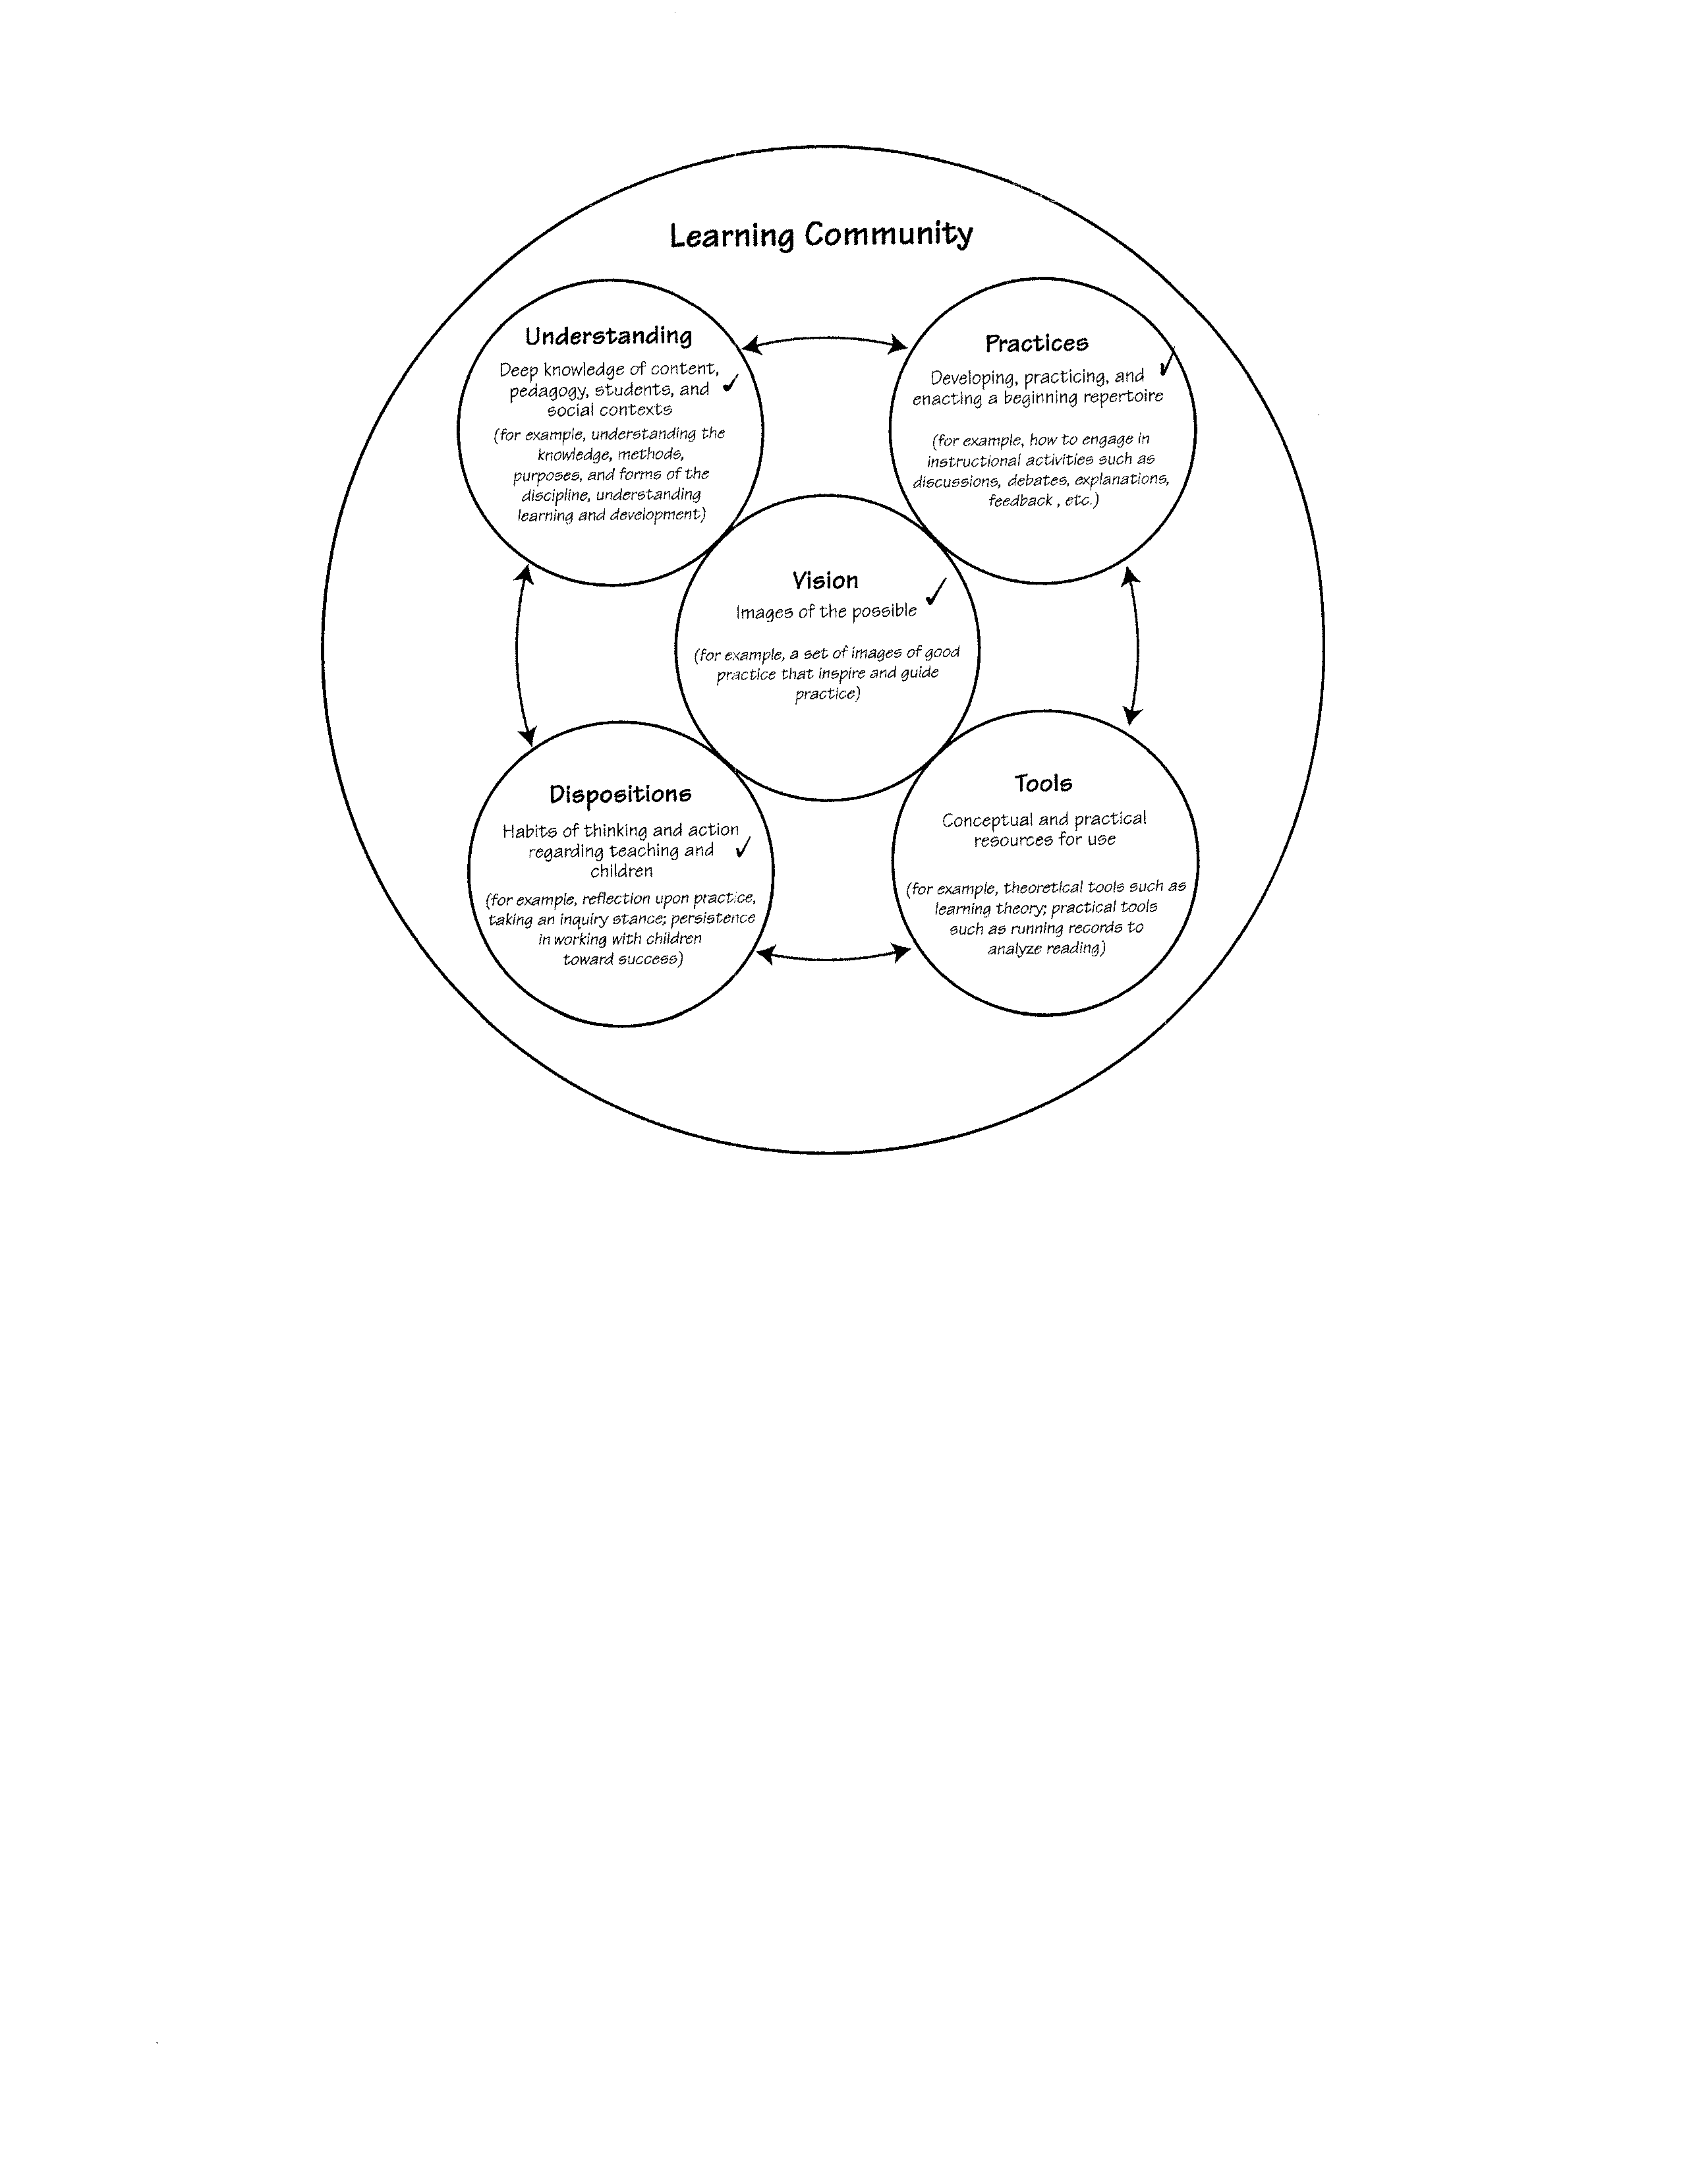 Learning Community
Understanding
Deep knowledge of content,
pedagogy, students, and ✓
social contexts
(for example, understanding the
knowledge, methods,
purposes, and forms of the
discipline, understanding
learning and development)
Practices
Developing, practicing, and ✓
enacting a beginning repertoire
(for example, how to engage in
instructional activities such as
discussions, debates, explanations,
feedback , etc.)
Vision
Images of the possible ✓
(for example, a set of images of good
practice that inspire and guide
practice)
Dispositions
Habits of thinking and action
regarding teaching and ✓
children
(for example, reflection upon practice,
taking an inquiry stance; persistence
in working with children
toward success)
Tools
Conceptual and practical
resources for use
(for example, theoretical tools such as
learning theory; practical tools
such as running records to
analyze reading)